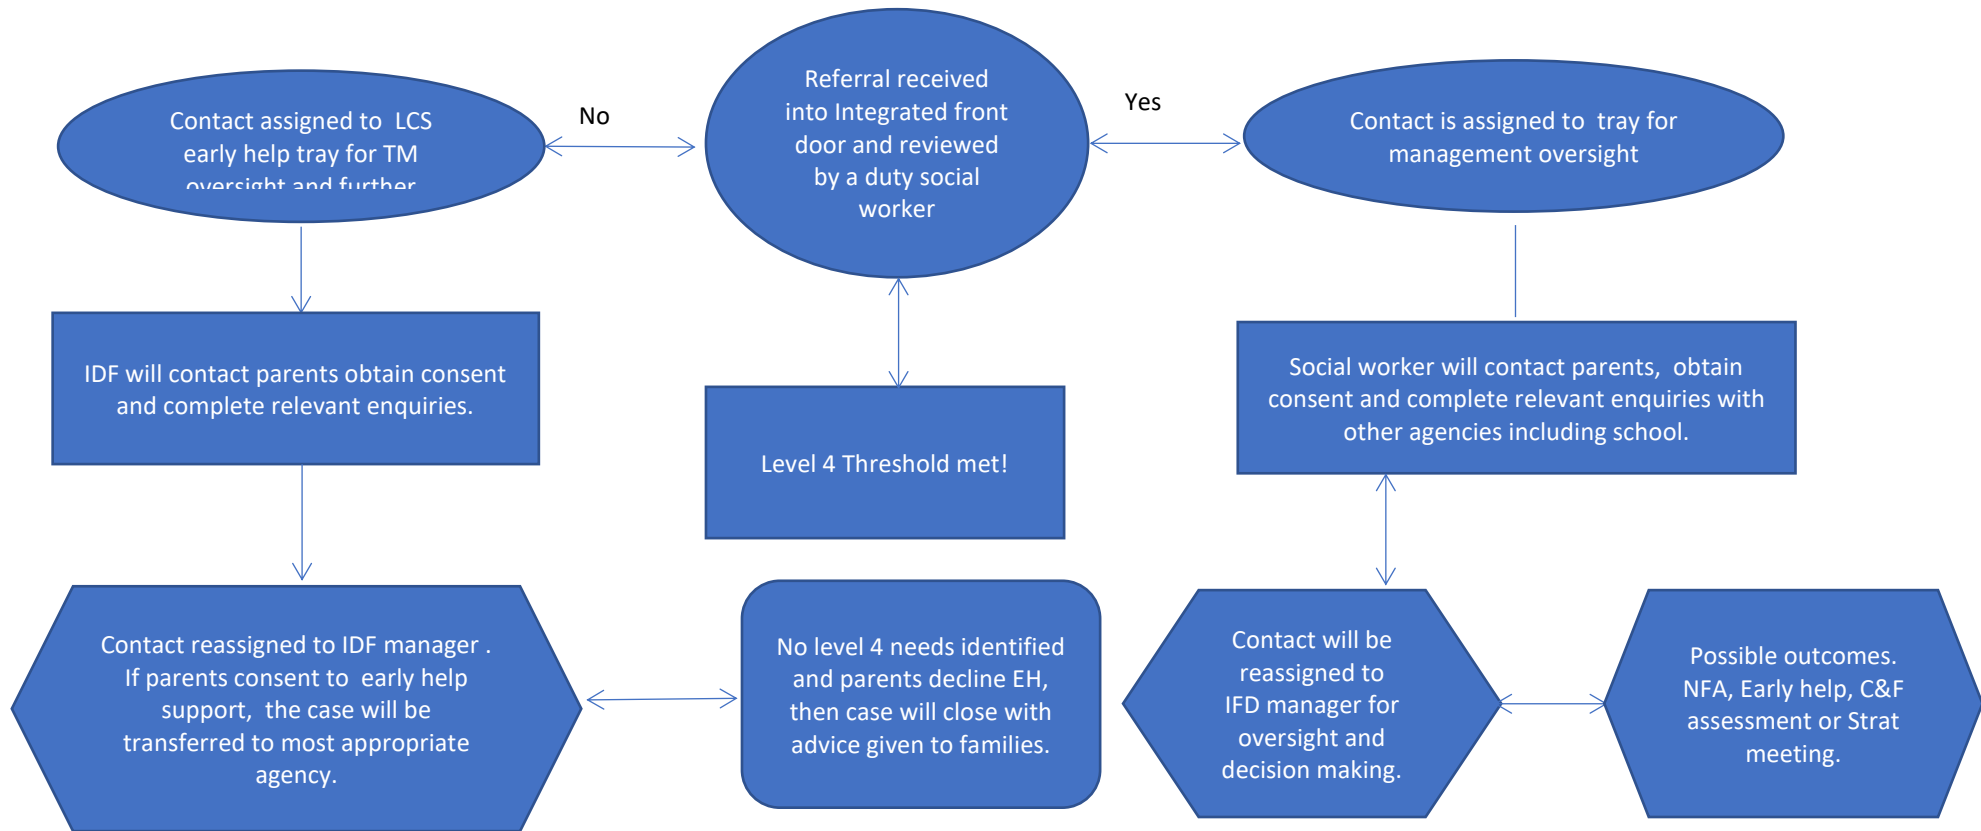 Contact assigned to LCS
early help tray for TM
oversight and further
No
Referral received
into Integrated front
door and reviewed
by a duty social
worker
Yes
Contact is assigned to tray for
management oversight
IDF will contact parents obtain consent
and complete relevant enquiries.
Level 4 Threshold met!
Social worker will contact parents, obtain
consent and complete relevant enquiries with
other agencies including school.
Contact reassigned to IDF manager .
If parents consent to early help
support, the case will be
transferred to most appropriate
agency.
No level 4 needs identified
and parents decline EH,
then case will close with
advice given to families.
Contact will be
reassigned to
IFD manager for
oversight and
decision making.
Possible outcomes.
NFA, Early help, C&F
assessment or Strat
meeting.